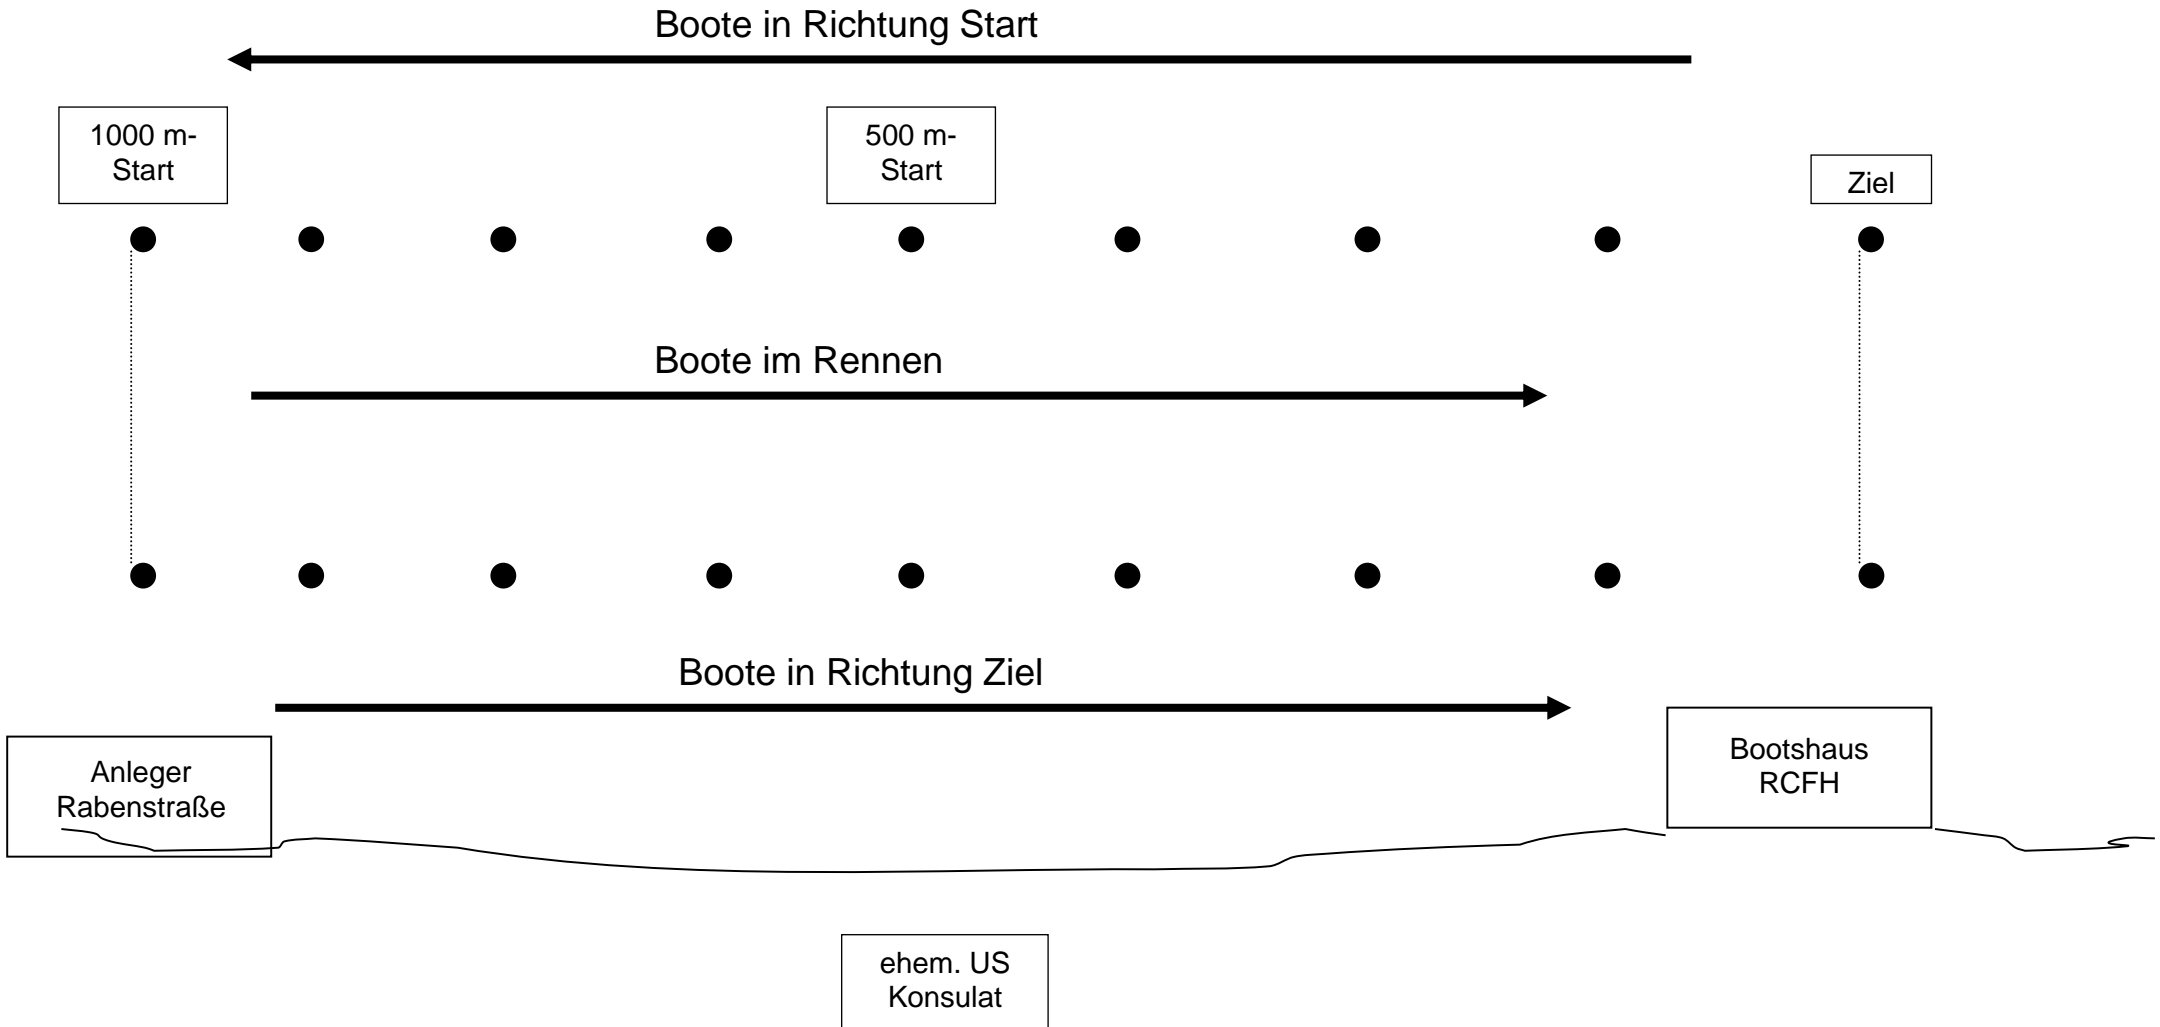 Boote in Richtung Start
1000 m-
Start
500 m-
Start
Ziel
Boote im Rennen
Boote in Richtung Ziel
Anleger
Rabenstraße
Bootshaus
RCFH
ehem. US
Konsulat